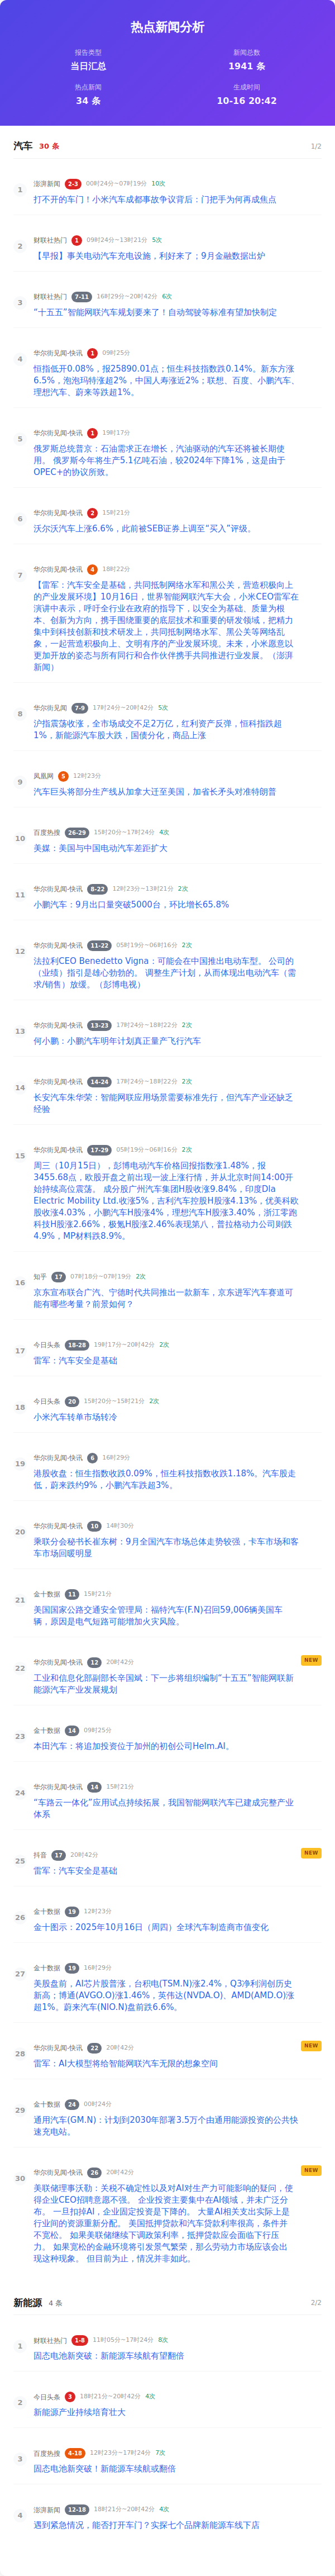 热点新闻分析
报告类型
新闻总数
当日汇总
1941 条
热点新闻
生成时间
34 条
10-16 20:42
汽车 30 条 1/2
1
澎湃新闻 2-3 00时24分~07时19分 10次
打不开的车门！小米汽车成都事故争议背后：门把手为何再成焦点
2
财联社热门 1 09时24分~13时21分 5次
【早报】事关电动汽车充电设施，利好来了；9月金融数据出炉
3
财联社热门 7-11 16时29分~20时42分 6次
“十五五”智能网联汽车规划要来了！自动驾驶等标准有望加快制定
4
华尔街见闻-快讯 1 09时25分
恒指低开0.08%，报25890.01点；恒生科技指数跌0.14%。新东方涨
6.5%，泡泡玛特涨超2%，中国人寿涨近2%；联想、百度、小鹏汽车、
理想汽车、蔚来等跌超1%。
5
华尔街见闻-快讯 1 19时17分
俄罗斯总统普京：石油需求正在增长，汽油驱动的汽车还将被长期使
用。 俄罗斯今年将生产5.1亿吨石油，较2024年下降1%，这是由于
OPEC+的协议所致。
6
华尔街见闻-快讯 2 15时21分
沃尔沃汽车上涨6.6%，此前被SEB证券上调至“买入”评级。
7
华尔街见闻-快讯 4 18时22分
【雷军：汽车安全是基础，共同抵制网络水军和黑公关，营造积极向上
的产业发展环境】10月16日，世界智能网联汽车大会，小米CEO雷军在
演讲中表示，呼吁全行业在政府的指导下，以安全为基础、质量为根
本、创新为方向，携手围绕重要的底层技术和重要的研发领域，把精力
集中到科技创新和技术研发上，共同抵制网络水军、黑公关等网络乱
象，一起营造积极向上、文明有序的产业发展环境。未来，小米愿意以
更加开放的姿态与所有同行和合作伙伴携手共同推进行业发展。（澎湃
新闻）
8
华尔街见闻 7-9 17时24分~20时42分 5次
沪指震荡收涨，全市场成交不足2万亿，红利资产反弹，恒科指跌超
1%，新能源汽车股大跌，国债分化，商品上涨
9
凤凰网 5 12时23分
汽车巨头将部分生产线从加拿大迁至美国，加省长矛头对准特朗普
10
百度热搜 26-29 15时20分~17时24分 4次
美媒：美国与中国电动汽车差距扩大
11
华尔街见闻-快讯 8-22 12时23分~13时21分 2次
小鹏汽车：9月出口量突破5000台，环比增长65.8%
12
华尔街见闻-快讯 11-22 05时19分~06时16分 2次
法拉利CEO Benedetto Vigna：可能会在中国推出电动车型。 公司的
（业绩）指引是雄心勃勃的。 调整生产计划，从而体现出电动汽车（需
求/销售）放缓。（彭博电视）
13
华尔街见闻-快讯 13-23 17时24分~18时22分 2次
何小鹏：小鹏汽车明年计划真正量产飞行汽车
14
华尔街见闻-快讯 14-24 17时24分~18时22分 2次
长安汽车朱华荣：智能网联应用场景需要标准先行，但汽车产业还缺乏
经验
15
华尔街见闻-快讯 17-29 05时19分~06时16分 2次
周三（10月15日），彭博电动汽车价格回报指数涨1.48%，报
3455.68点，欧股开盘之前出现一波上涨行情，并从北京时间14:00开
始持续高位震荡。 成分股广州汽车集团H股收涨9.84%，印度Dla
Electric Mobility Ltd.收涨5%，吉利汽车控股H股涨4.13%，优美科欧
股收涨4.03%，小鹏汽车H股涨4%，理想汽车H股涨3.40%，浙江零跑
科技H股涨2.66%，极氪H股涨2.46%表现第八，普拉格动力公司则跌
4.9%，MP材料跌8.9%。
16
知乎 17 07时18分~07时19分 2次
京东宣布联合广汽、宁德时代共同推出一款新车，京东进军汽车赛道可
能有哪些考量？前景如何？
17
今日头条 18-28 19时17分~20时42分 2次
雷军：汽车安全是基础
18
今日头条 20 15时20分~15时21分 2次
小米汽车转单市场转冷
19
华尔街见闻-快讯 6 16时29分
港股收盘：恒生指数收跌0.09%，恒生科技指数收跌1.18%。汽车股走
低，蔚来跌约9%，小鹏汽车跌超3%。
20
华尔街见闻-快讯 10 14时30分
乘联分会秘书长崔东树：9月全国汽车市场总体走势较强，卡车市场和客
车市场回暖明显
21
金十数据 11 15时21分
美国国家公路交通安全管理局：福特汽车(F.N)召回59,006辆美国车
辆，原因是电气短路可能增加火灾风险。
22
华尔街见闻-快讯 12 20时42分 NEW
工业和信息化部副部长辛国斌：下一步将组织编制“十五五”智能网联新
能源汽车产业发展规划
23
金十数据 14 09时25分
本田汽车：将追加投资位于加州的初创公司Helm.AI。
24
华尔街见闻-快讯 14 15时21分
“车路云一体化”应用试点持续拓展，我国智能网联汽车已建成完整产业
体系
25
抖音 17 20时42分 NEW
雷军：汽车安全是基础
26
金十数据 19 12时23分
金十图示：2025年10月16日（周四）全球汽车制造商市值变化
27
金十数据 19 16时29分
美股盘前，AI芯片股普涨，台积电(TSM.N)涨2.4%，Q3净利润创历史
新高；博通(AVGO.O)涨1.46%，英伟达(NVDA.O)、AMD(AMD.O)涨
超1%。蔚来汽车(NIO.N)盘前跌6.6%。
28
华尔街见闻-快讯 22 20时42分 NEW
雷军：AI大模型将给智能网联汽车无限的想象空间
29
金十数据 24 00时24分
通用汽车(GM.N)：计划到2030年部署3.5万个由通用能源投资的公共快
速充电站。
30
华尔街见闻-快讯 26 20时42分 NEW
美联储理事沃勒：关税不确定性以及对AI对生产力可能影响的疑问，使
得企业CEO招聘意愿不强。 企业投资主要集中在AI领域，并未广泛分
布。 一旦扣掉AI，企业固定投资是下降的。 大量AI相关支出实际上是
行业间的资源重新分配。 美国抵押贷款和汽车贷款利率很高，条件并
不宽松。 如果美联储继续下调政策利率，抵押贷款应会面临下行压
力。 如果宽松的金融环境将引发景气繁荣，那么劳动力市场应该会出
现这种现象。 但目前为止，情况并非如此。
新能源 4 条 2/2
1
财联社热门 1-8 11时05分~17时24分 8次
固态电池新突破：新能源车续航有望翻倍
2
今日头条 3 18时21分~20时42分 4次
新能源产业持续培育壮大
3
百度热搜 4-18 12时23分~17时24分 7次
固态电池新突破！新能源车续航或翻倍
4
澎湃新闻 12-18 18时21分~20时42分 4次
遇到紧急情况，能否打开车门？实探七个品牌新能源车线下店